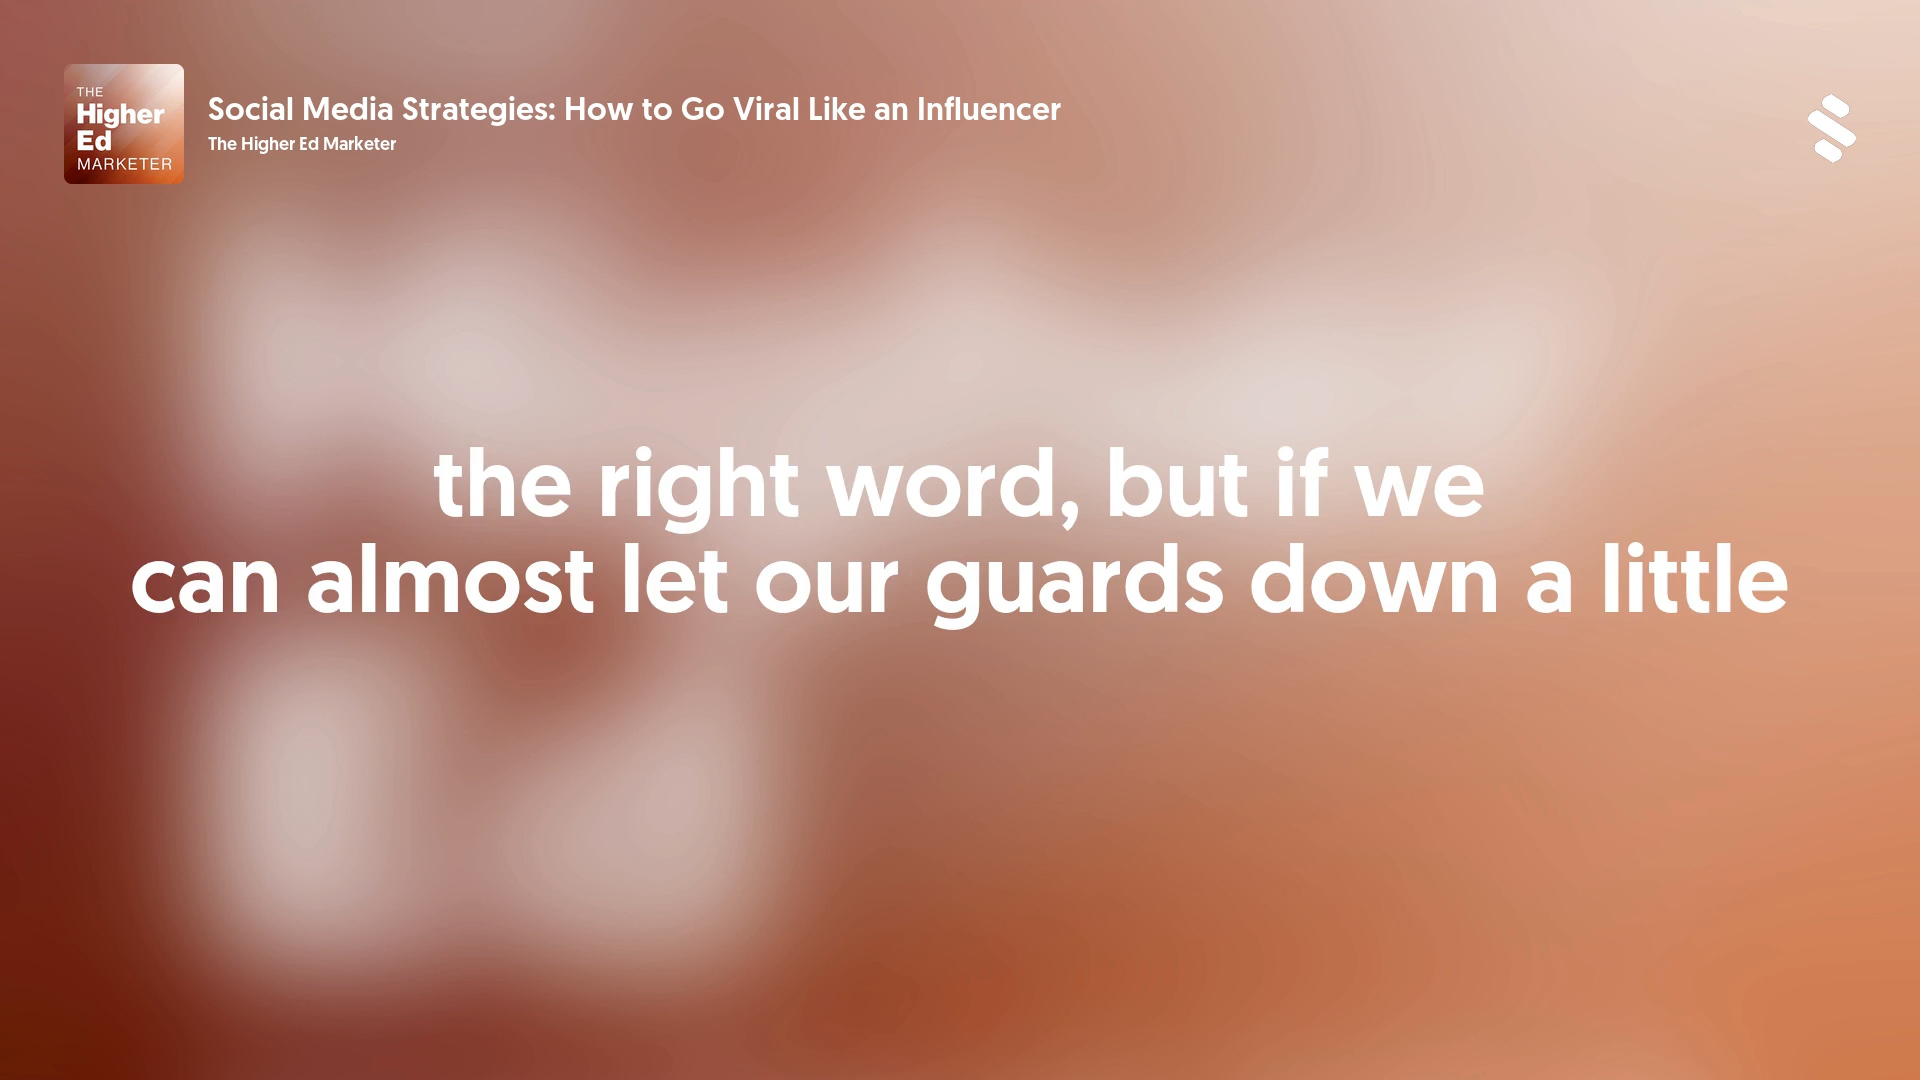 THE
Higher
Ed
MARKETER
Social Media Strategies: How to Go Viral Like an Influencer
The Higher Ed Marketer
the right word, but if we
can almost let our guards down a little